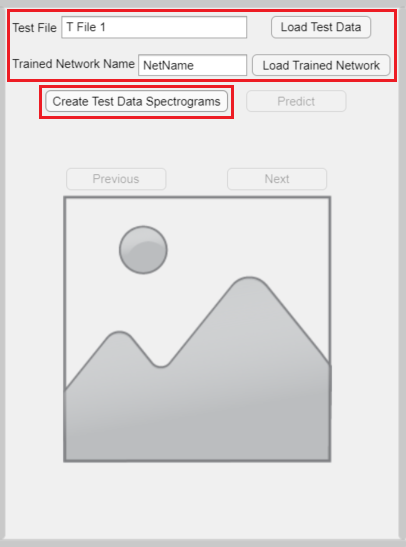 Test File T File 1 Load Test Data
Trained Network Name NetName Load Trained Network
Create Test Data Spectrograms Predict
Previous Next